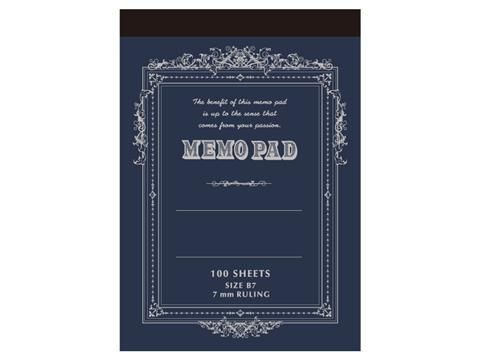 The benefit of this memo pad
is up to the sense that
comes from your passion.
MEMO PAD
100 SHEETS
SIZE B7
7 mm RULING